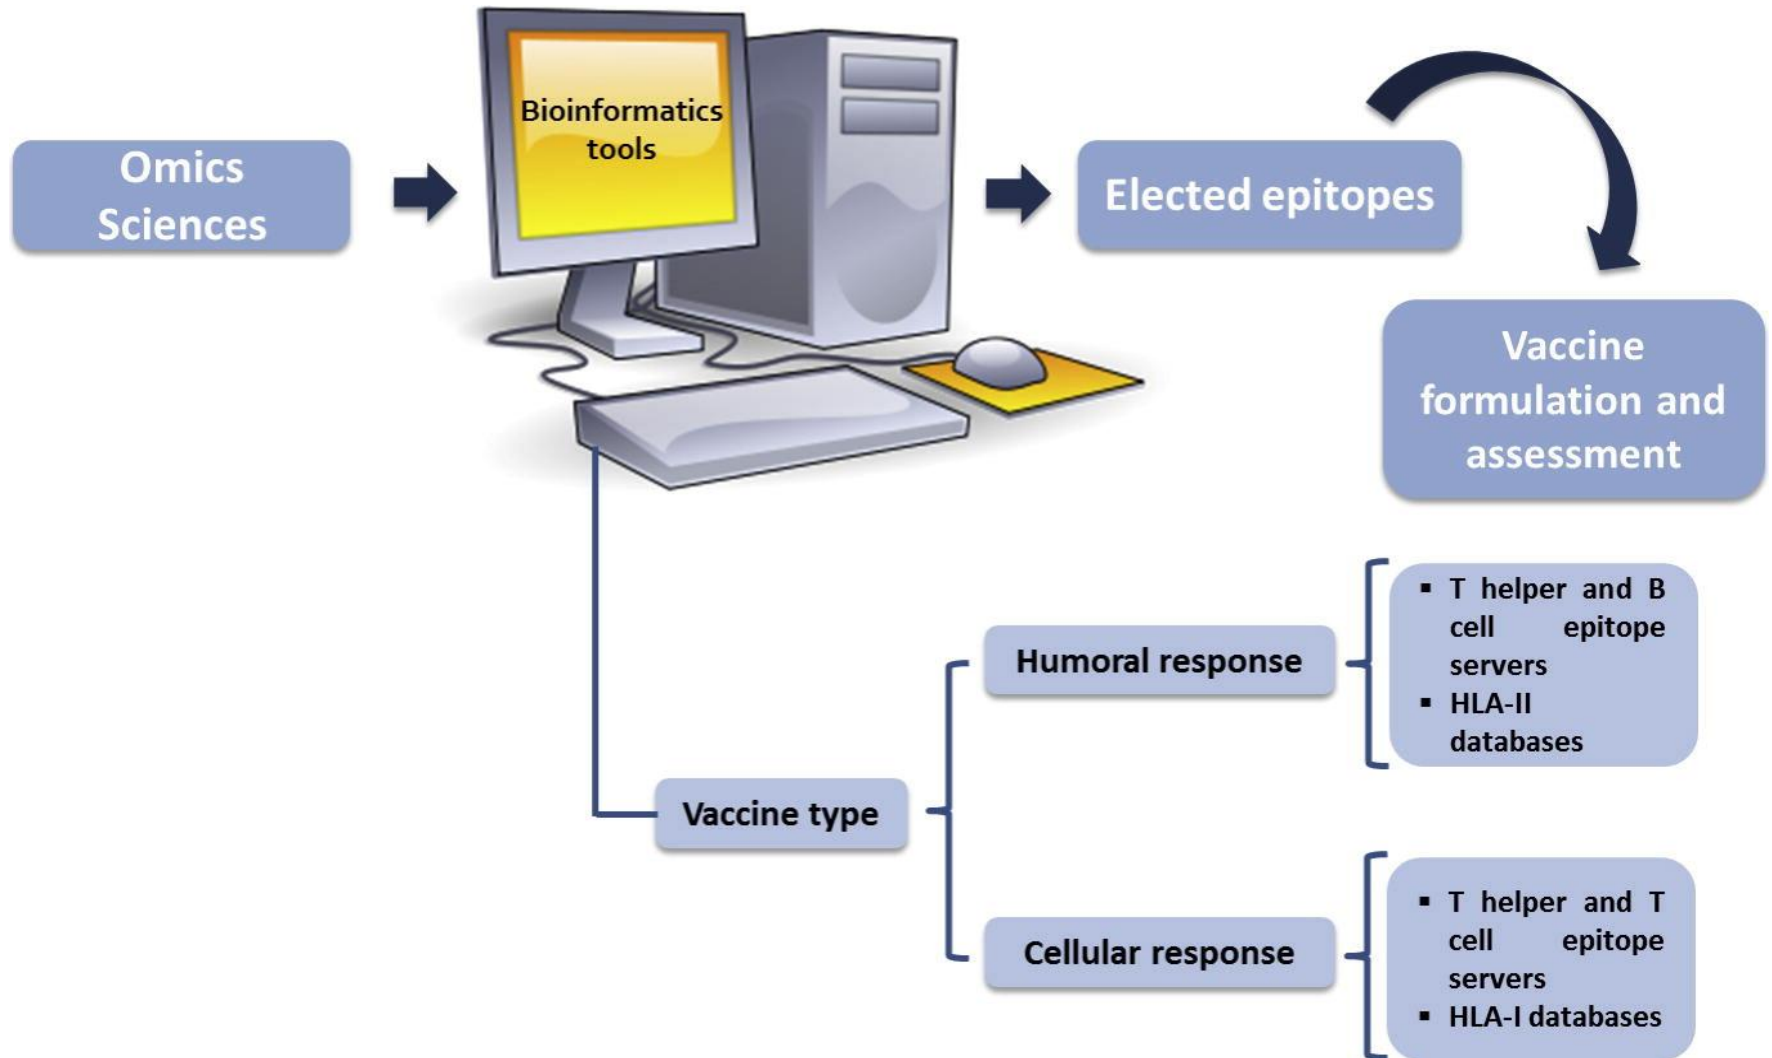 Bioinformatics
tools
Omics
Sciences
Elected epitopes
Vaccine
formulation and
assessment
Vaccine type
Humoral response
▪ T helper and B
cell epitope
servers
▪ HLA-II
databases
Cellular response
▪ T helper and T
cell epitope
servers
▪ HLA-I databases